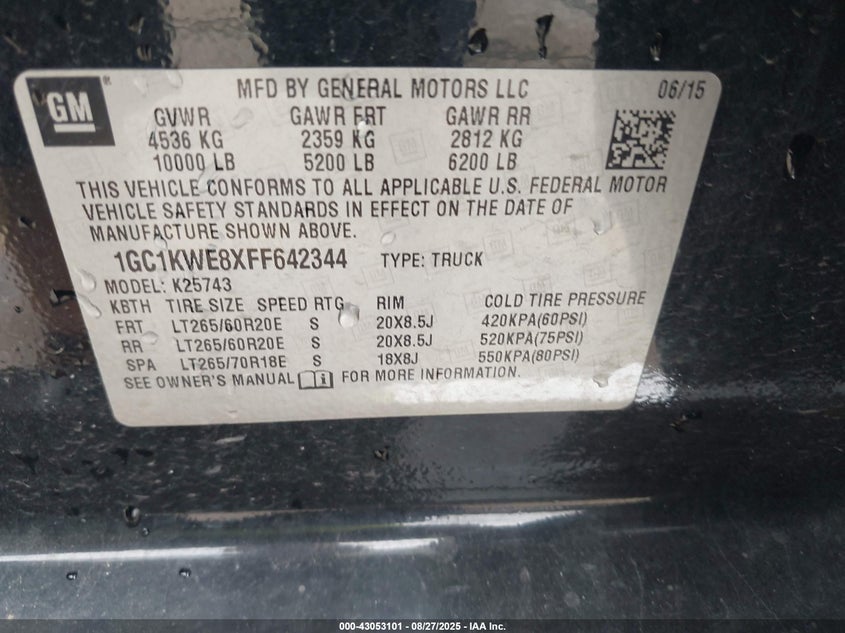 GM
MFD BY GENERAL MOTORS LLC 06/15
GVWR GAWR FRT GAWR RR
4536 KG 2359 KG 2812 KG
10000 LB 5200 LB 6200 LB
THIS VEHICLE CONFORMS TO ALL APPLICABLE U.S. FEDERAL MOTOR
VEHICLE SAFETY STANDARDS IN EFFECT ON THE DATE OF
MANUFACTURE SHOWN ABOVE.
1GC1KWE8XFF642344 TYPE: TRUCK
MODEL: K25743
KBTH TIRE SIZE SPEED RTG RIM COLD TIRE PRESSURE
FRT LT265/60R20E S 20X8.5J 420KPA(60PSI)
RR LT265/60R20E S 20X8.5J 520KPA(75PSI)
SPA LT265/70R18E S 18X8J 550KPA(80PSI)
SEE OWNER'S MANUAL FOR MORE INFORMATION.
000-43053101 - 08/27/2025 - IAA Inc.